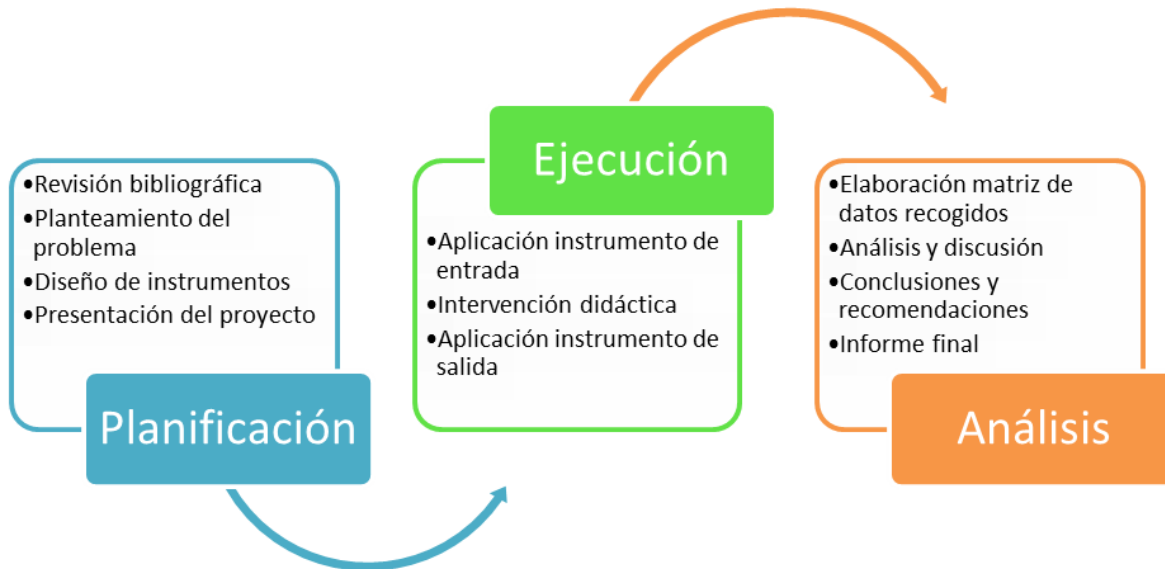 •Revisión bibliográfica
•Planteamiento del
problema
•Diseño de instrumentos
•Presentación del proyecto
Planificación
Ejecución
•Aplicación instrumento de
entrada
•Intervención didáctica
•Aplicación instrumento de
salida
•Elaboración matriz de
datos recogidos
•Análisis y discusión
•Conclusiones y
recomendaciones
•Informe final
Análisis